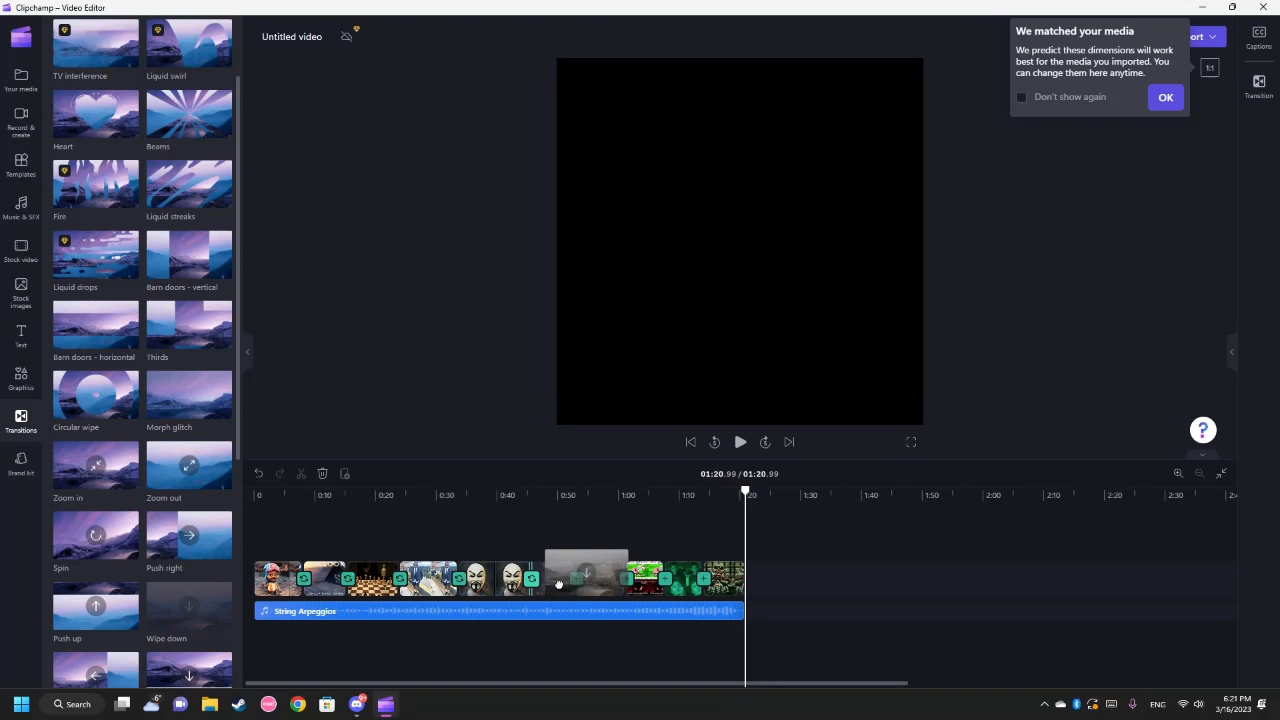 Clipchamp - Video Editor
Your media
Record &
create
Templates
Music & SFX
Stock video
Stock
images
Text
Graphics
Transitions
Brand kit
TV interference
Liquid swirl
Heart
Beams
Fire
Liquid streaks
Liquid drops
Barn doors - vertical
Barn doors - horizontal
Thirds
Circular wipe
Morph glitch
Zoom in
Zoom out
Spin
Push right
Push up
Wipe down
Untitled video
We matched your media
We predict these dimensions will work
best for the media you imported. You
can change them here anytime.
Don't show again
OK
ort
1:1
Captions
Transition
?
01:20.99 / 01:20.99
0 0:10 0:20 0:30 0:40 0:50 1:00 1:10 :20 1:30 1:40 1:50 2:00 2:10 2:20 2:30
String Arpeggios
Search
-6°
ENG
6:21 PM
3/16/2023